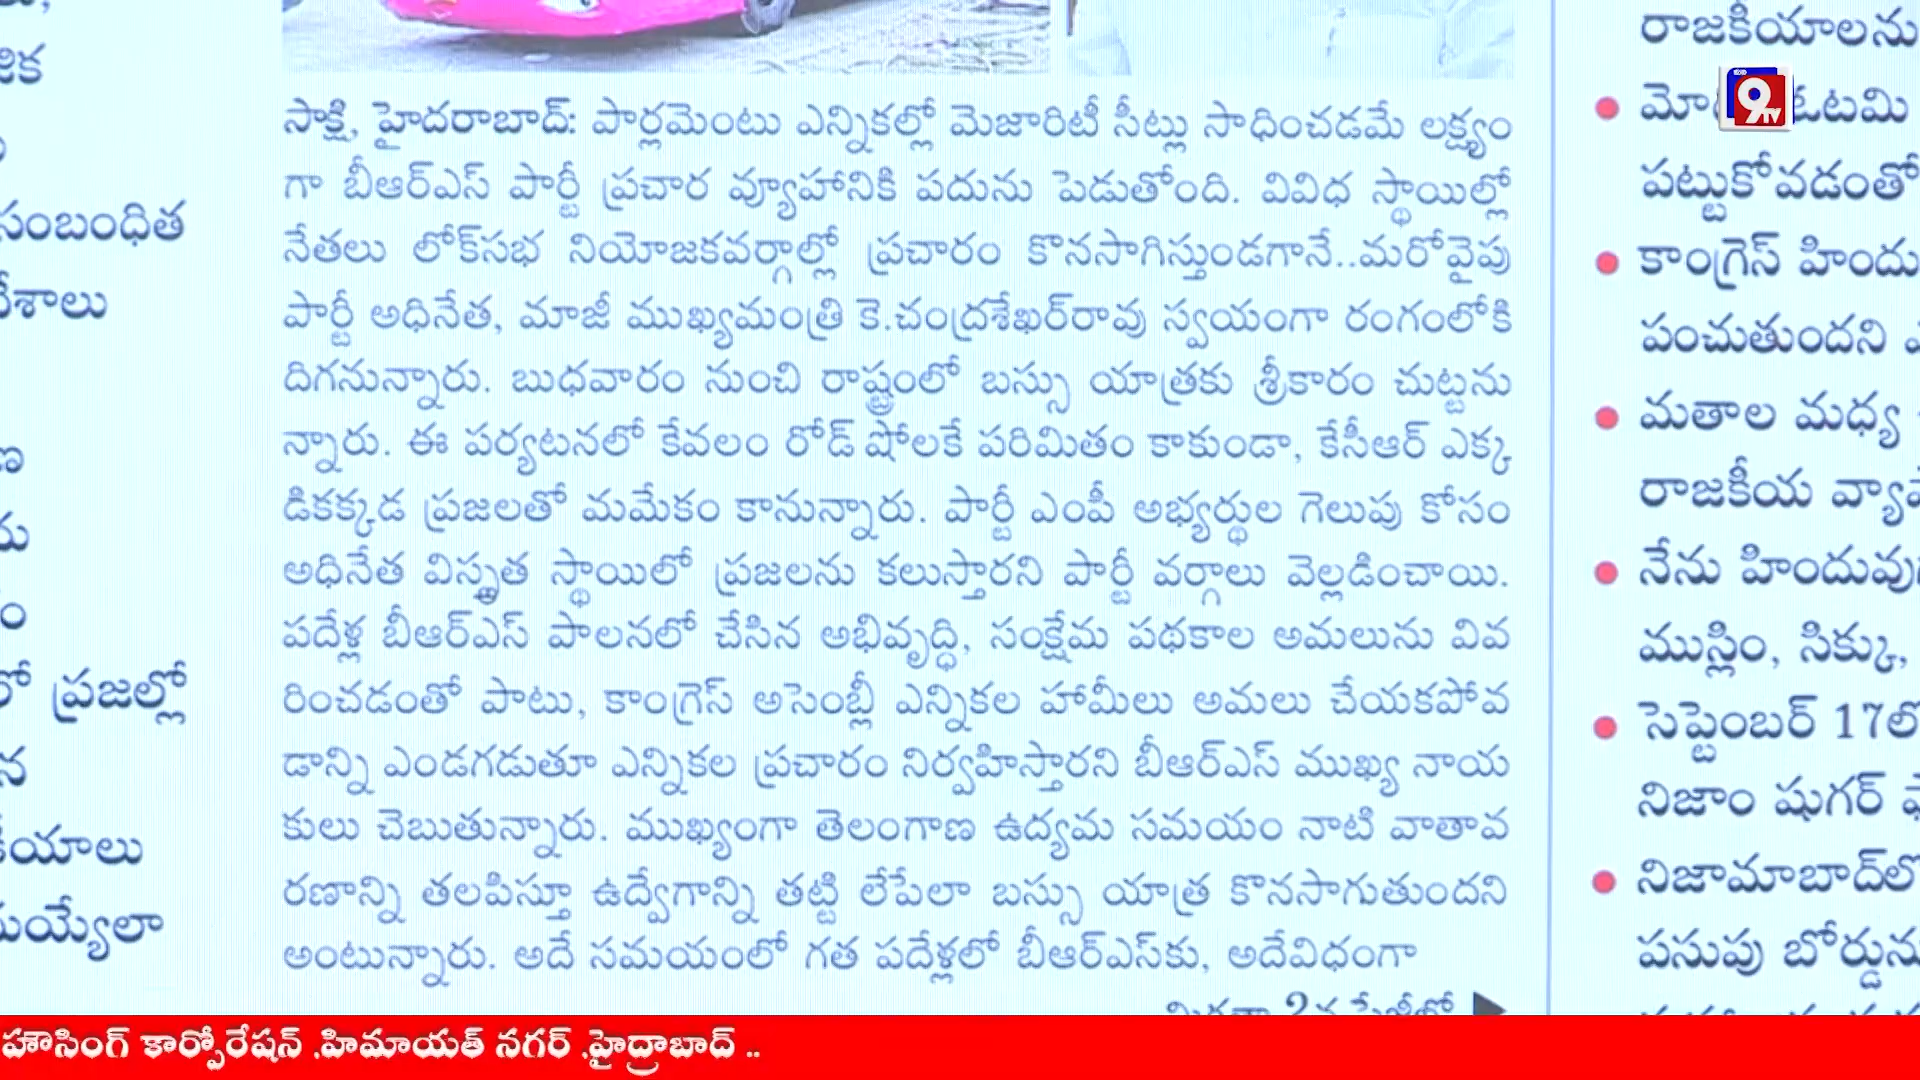 జిక
సంబంధిత
ప్రజల్లో
సాక్షి, హైదరాబాద్: పార్లమెంటు ఎన్నికల్లో మెజారిటీ సీట్లు సాధించడమే లక్ష్యం
గా బీఆర్ఎస్ పార్టీ ప్రచార వ్యూహానికి పదును పెడుతోంది. వివిధ స్థాయిల్లో
నేతలు లోక్‌సభ నియోజకవర్గాల్లో ప్రచారం కొనసాగిస్తుండగానే..మరోవైపు
పార్టీ అధినేత, మాజీ ముఖ్యమంత్రి కె.చంద్రశేఖర్‌రావు స్వయంగా రంగంలోకి
దిగనున్నారు. బుధవారం నుంచి రాష్ట్రంలో బస్సు యాత్రకు శ్రీకారం చుట్టను
న్నారు. ఈ పర్యటనలో కేవలం రోడ్ షోలకే పరిమితం కాకుండా, కేసీఆర్ ఎక్క
డికక్కడ ప్రజలతో మమేకం కానున్నారు. పార్టీ ఎంపీ అభ్యర్థుల గెలుపు కోసం
అధినేత విస్తృత స్థాయిలో ప్రజలను కలుస్తారని పార్టీ వర్గాలు వెల్లడించాయి.
పదేళ్ల బీఆర్ఎస్ పాలనలో చేసిన అభివృద్ధి, సంక్షేమ పథకాల అమలును వివ
రించడంతో పాటు, కాంగ్రెస్ అసెంబ్లీ ఎన్నికల హామీలు అమలు చేయకపోవ
డాన్ని ఎండగడుతూ ఎన్నికల ప్రచారం నిర్వహిస్తారని బీఆర్ఎస్ ముఖ్య నాయ
కులు చెబుతున్నారు. ముఖ్యంగా తెలంగాణ ఉద్యమ సమయం నాటి వాతావ
రణాన్ని తలపిస్తూ ఉద్వేగాన్ని తట్టి లేపేలా బస్సు యాత్ర కొనసాగుతుందని
అంటున్నారు. అదే సమయంలో గత పదేళ్లలో బీఆర్ఎస్‌కు, అదేవిధంగా
రాజకీయాలను
ఓటమి
పట్టుకోవడంతో
కాంగ్రెస్ హిందు
పంచుతుందని
మతాల మధ్య
రాజకీయ
నేను హిందువు
ముస్లిం, సిక్కు,
సెప్టెంబర్ 17లో
నిజాం షుగర్
నిజామాబాద్‌లో
పసుపు బోర్డును
9TV
హౌసింగ్ కార్పోరేషన్ .హిమాయత్ నగర్ .హైద్రాబాద్ ..